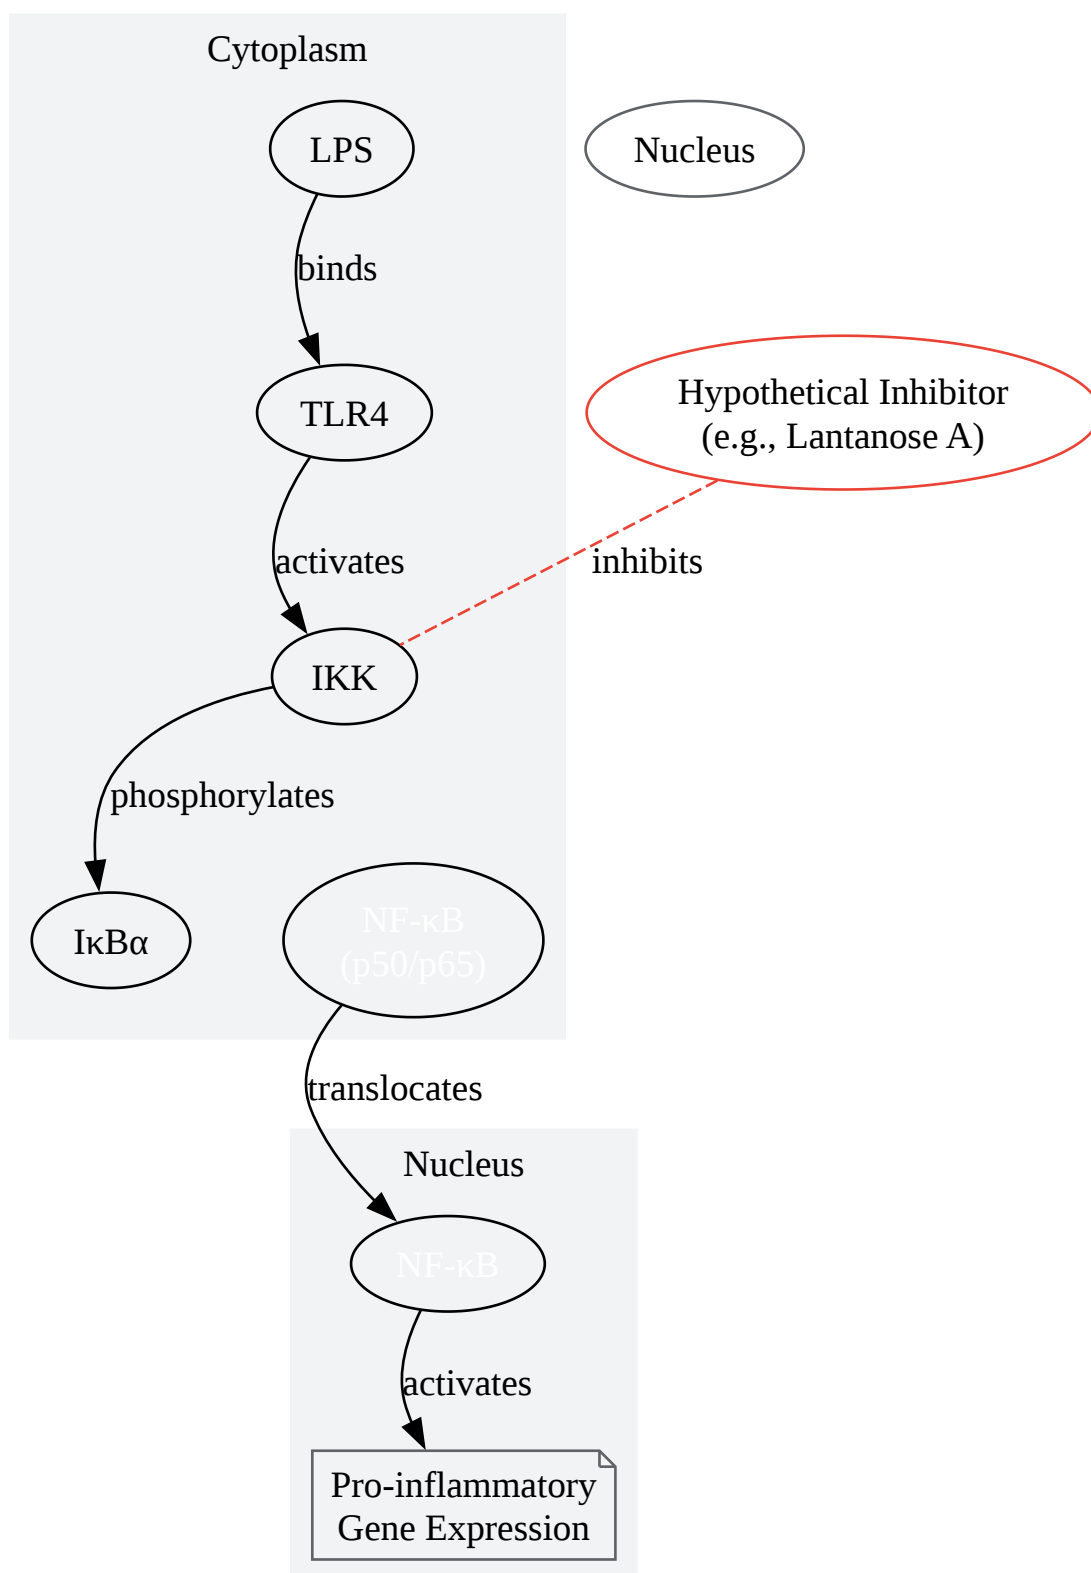 Cytoplasm
LPS
Nucleus
binds
TLR4
Hypothetical Inhibitor
(e.g., Lantanose A)
activates
inhibits
IKK
phosphorylates
IκBα
NF-κB
(p50/p65)
translocates
Nucleus
NF-κB
activates
Pro-inflammatory
Gene Expression